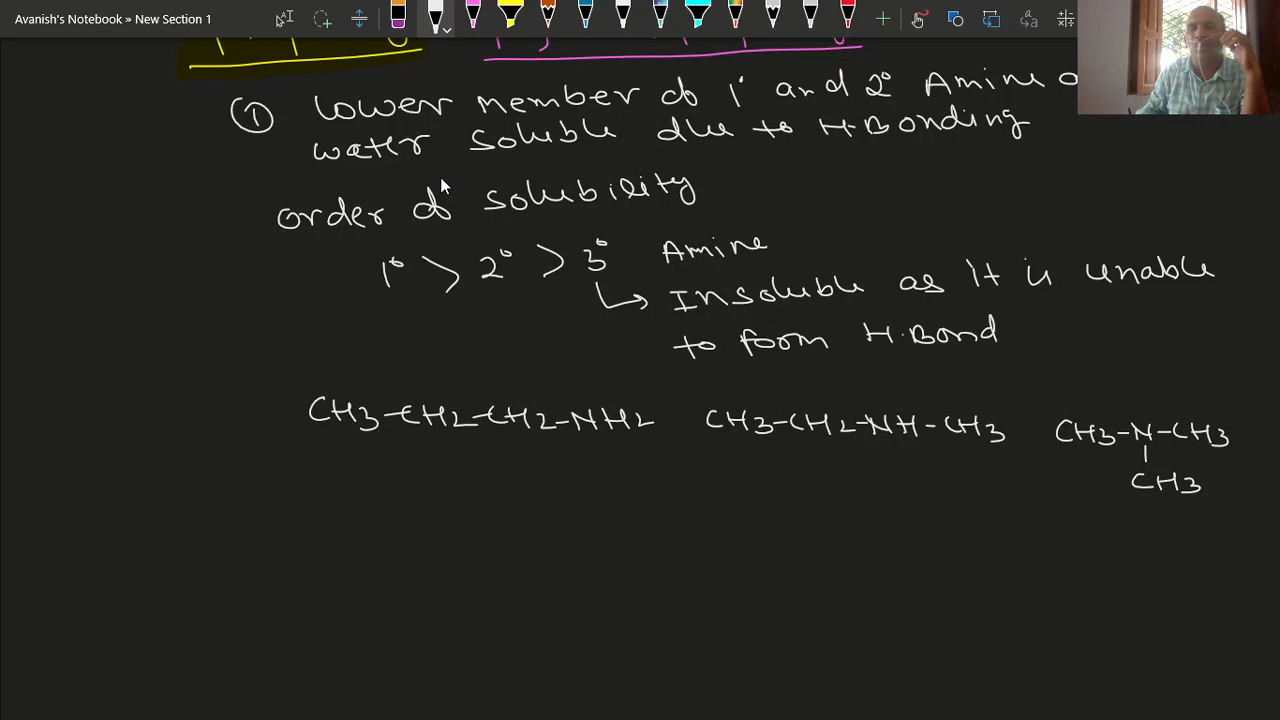 Avanish's Notebook » New Section 1
① Lower member of 1° and 2° Amine
water soluble due to H-Bonding
order of solubility
1° > 2° > 3° Amine
↳ Insoluble as it is unable
to form H.Bond
CH3-CH2-CH2-NH2 CH3-CH2-NH-CH3 CH3-N-CH3
CH3